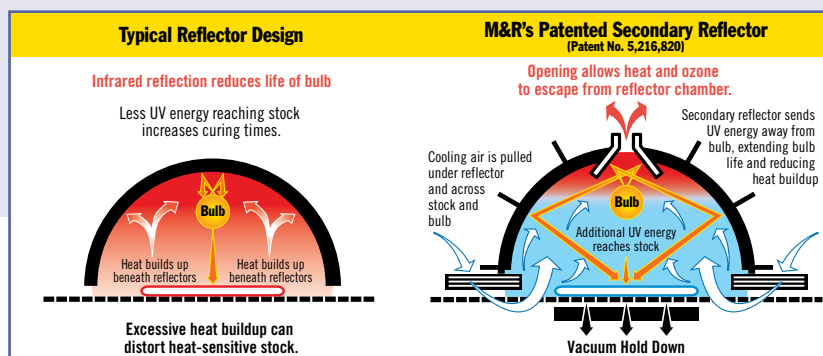 Typical Reflector Design
Infrared reflection reduces life of bulb
Less UV energy reaching stock
increases curing times.
Bulb
Heat builds up
beneath reflectors
Heat builds up
beneath reflectors
Excessive heat buildup can
distort heat-sensitive stock.
M&R's Patented Secondary Reflector
(Patent No. 5,216,820)
Opening allows heat and ozone
to escape from reflector chamber.
Cooling air is pulled
under reflector
and across
stock and
bulb
Secondary reflector sends
UV energy away from
bulb, extending bulb
life and reducing
heat buildup
Bulb
Additional UV energy
reaches stock
Vacuum Hold Down